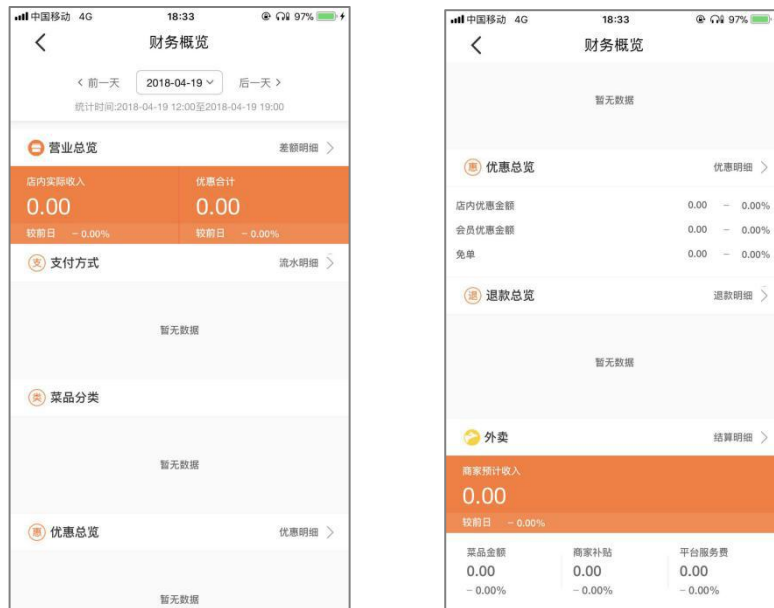 中国移动 4G 18:33 97%
财务概览
< 前一天 2018-04-19 后一天 >
统计时间:2018-04-19 12:00至2018-04-19 19:00
营业总览 差额明细 >
店内实际收入 优惠合计
0.00 0.00
较前日 - 0.00% 较前日 - 0.00%
支 支付方式 流水明细 >
暂无数据
类 菜品分类
暂无数据
惠 优惠总览 优惠明细 >
暂无数据
中国移动 4G 18:33 97%
财务概览
暂无数据
惠 优惠总览 优惠明细 >
店内优惠金额 0.00 - 0.00%
会员优惠金额 0.00 - 0.00%
免单 0.00 - 0.00%
退 退款总览 退款明细 >
暂无数据
外卖 结算明细 >
商家预计收入
0.00
较前日 - 0.00%
菜品金额 商家补贴 平台服务费
0.00 0.00 0.00
- 0.00% - 0.00% - 0.00%